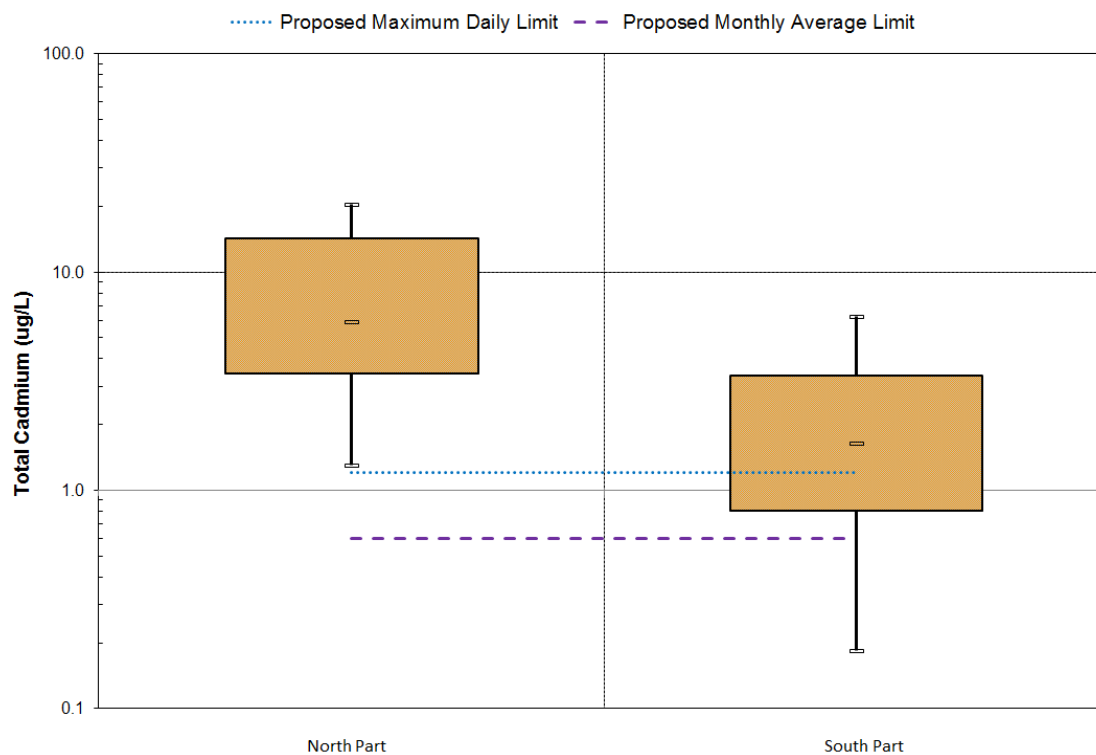 Proposed Maximum Daily Limit Proposed Monthly Average Limit
100.0
10.0
1.0
0.1
Total Cadmium (ug/L)
North Part South Part